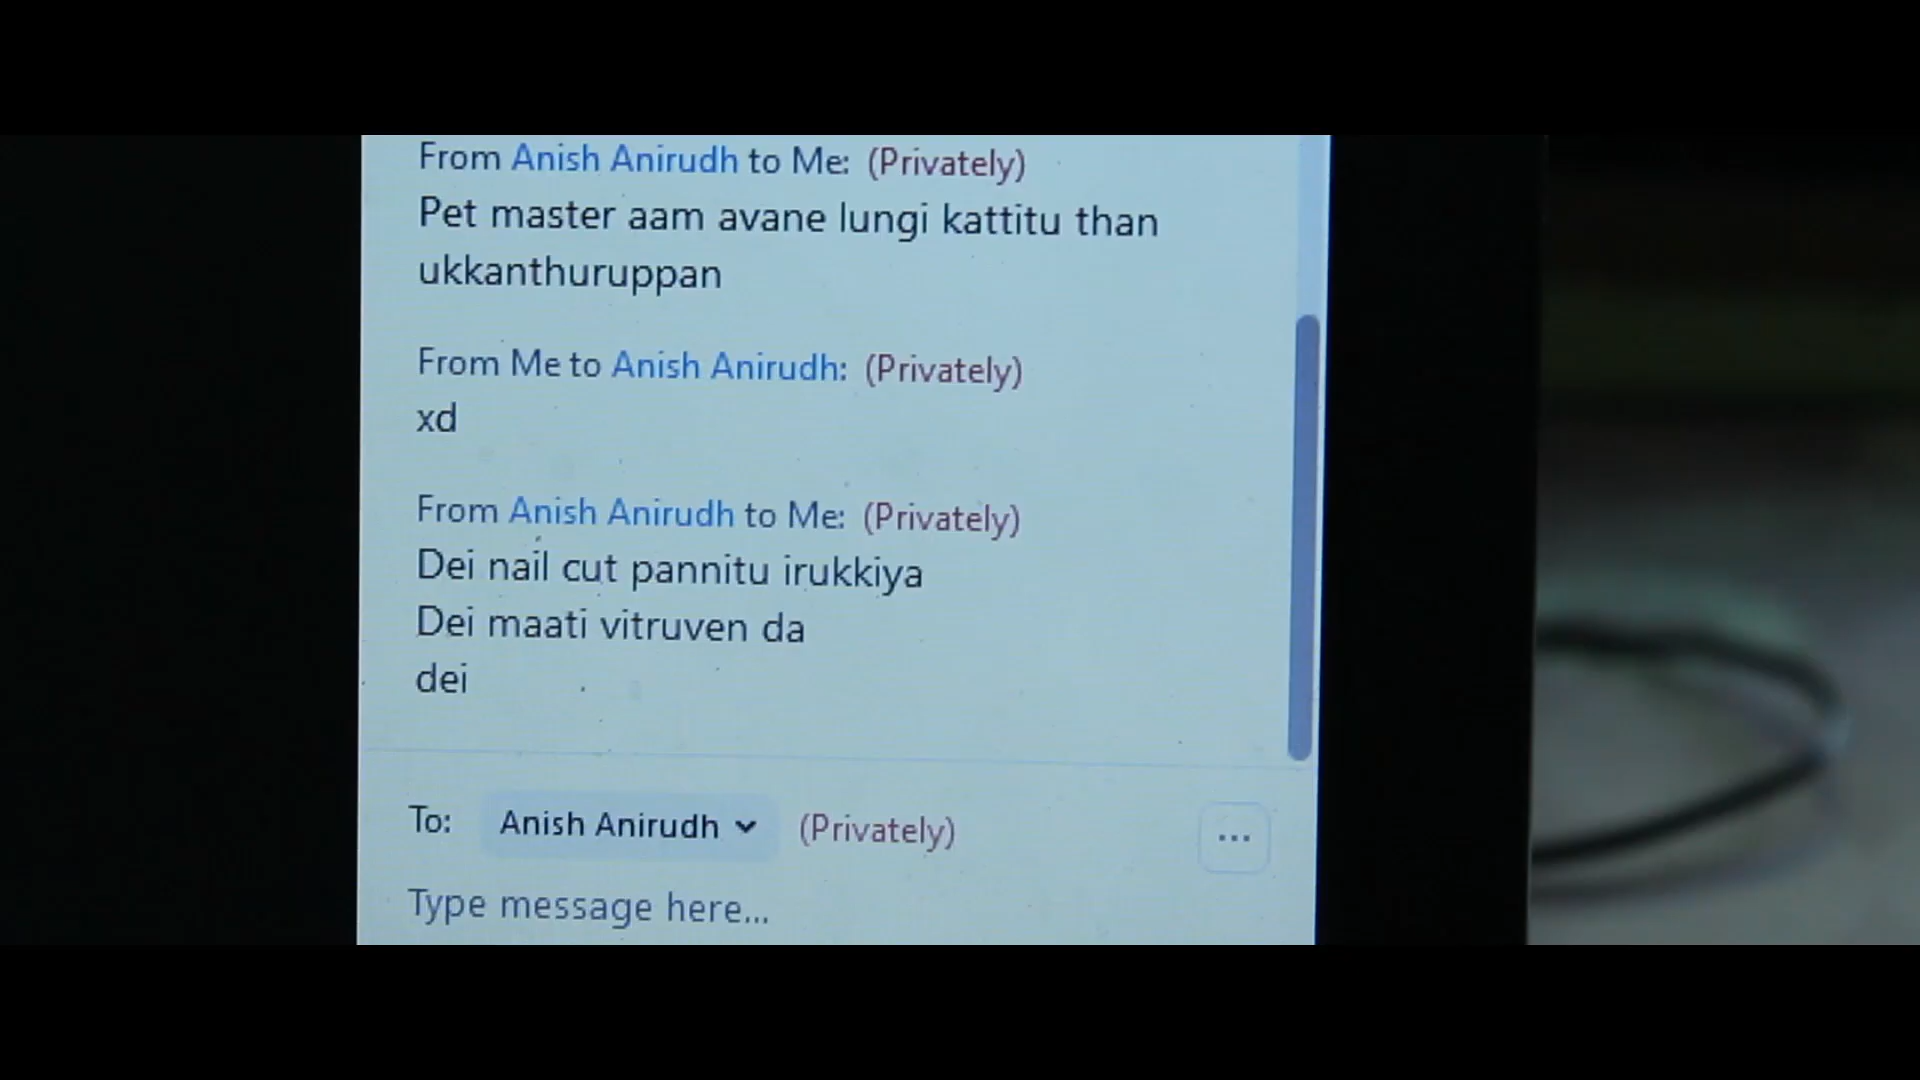 From Anish Anirudh to Me: (Privately)
Pet master aam avane lungi kattitu than
ukkanthuruppan
From Me to Anish Anirudh: (Privately)
xd
From Anish Anirudh to Me: (Privately)
Dei nail cut pannitu irukkiya
Dei maati vitruven da
dei
To: Anish Anirudh (Privately) ...
Type message here...